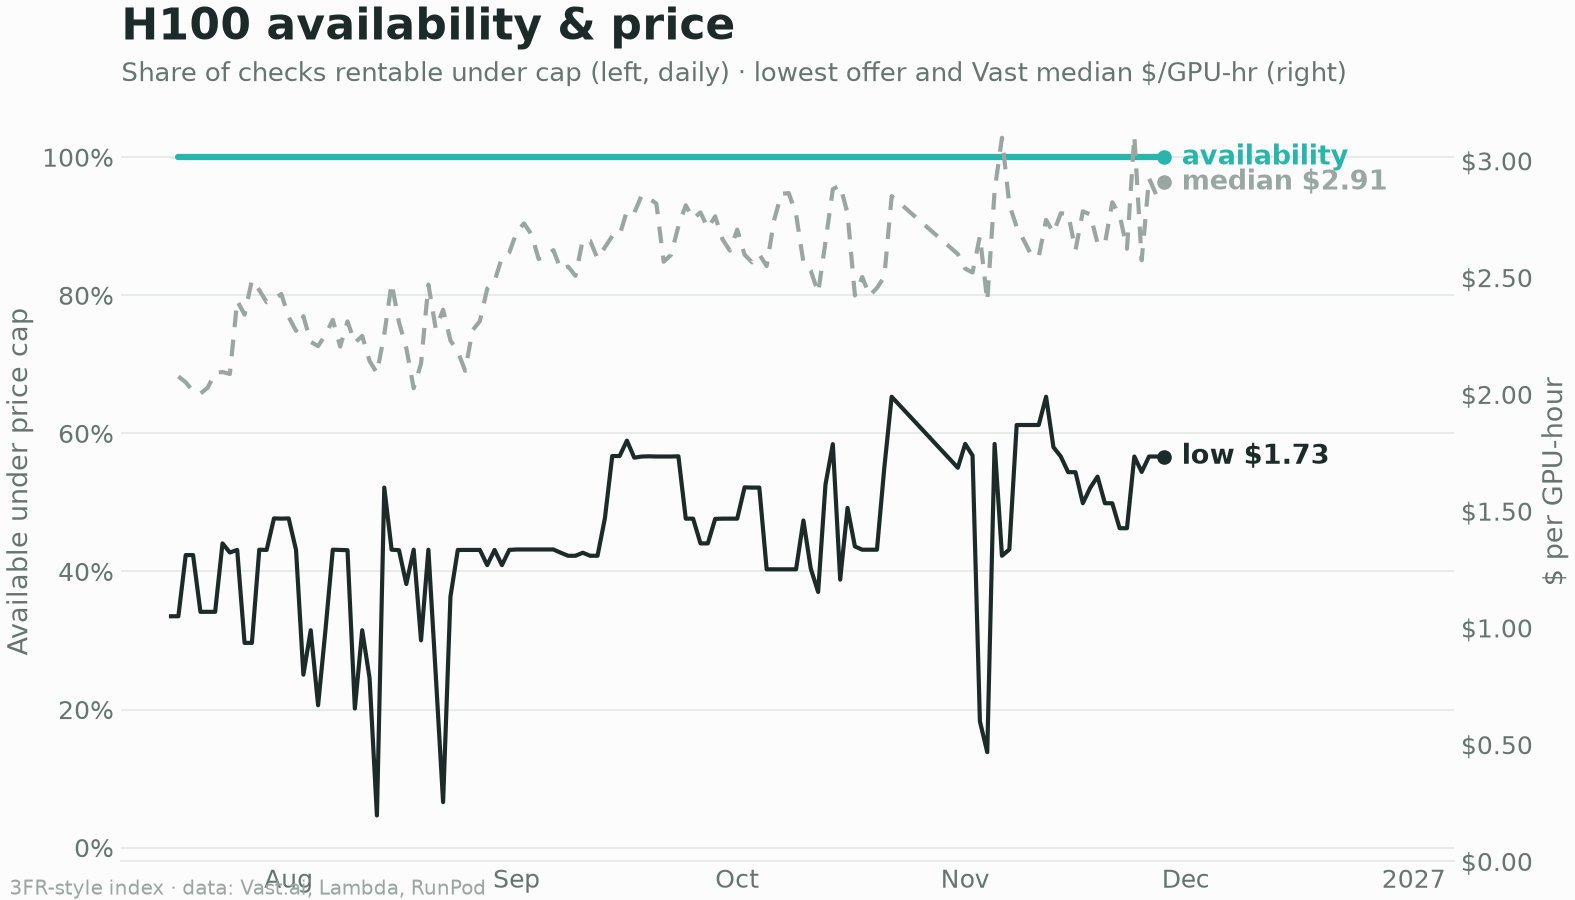 H100 availability & price
Share of checks rentable under cap (left, daily) · lowest offer and Vast median $/GPU-hr (right)
100%
80%
60%
40%
20%
0%
Available under price cap
availability
median $2.91
low $1.73
$3.00
$2.50
$2.00
$1.50
$1.00
$0.50
$0.00
$ per GPU-hour
Aug Sep Oct Nov Dec 2027
3FR-style index · data: Vast.ai, Lambda, RunPod